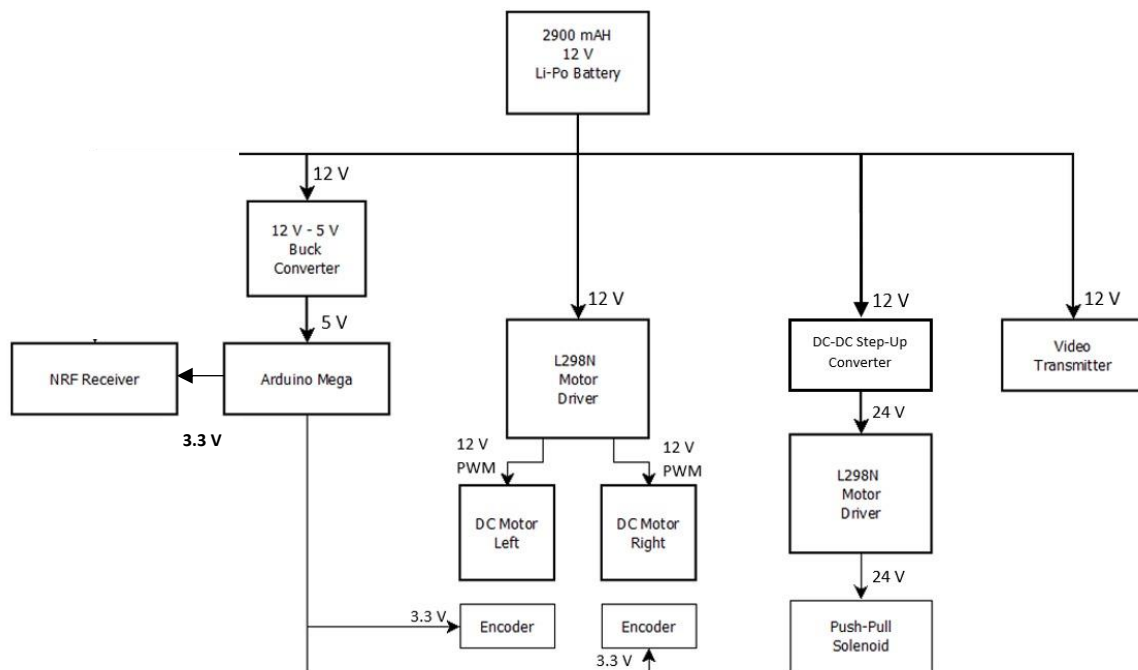 2900 mAH
12 V
Li-Po Battery
12 V
12 V - 5 V
Buck
Converter
5 V
NRF Receiver
Arduino Mega
3.3 V
12 V
L298N
Motor
Driver
12 V
PWM
12 V
PWM
DC Motor
Left
DC Motor
Right
3.3 V
Encoder
Encoder
3.3 V
12 V
DC-DC Step-Up
Converter
24 V
L298N
Motor
Driver
24 V
Push-Pull
Solenoid
12 V
Video
Transmitter